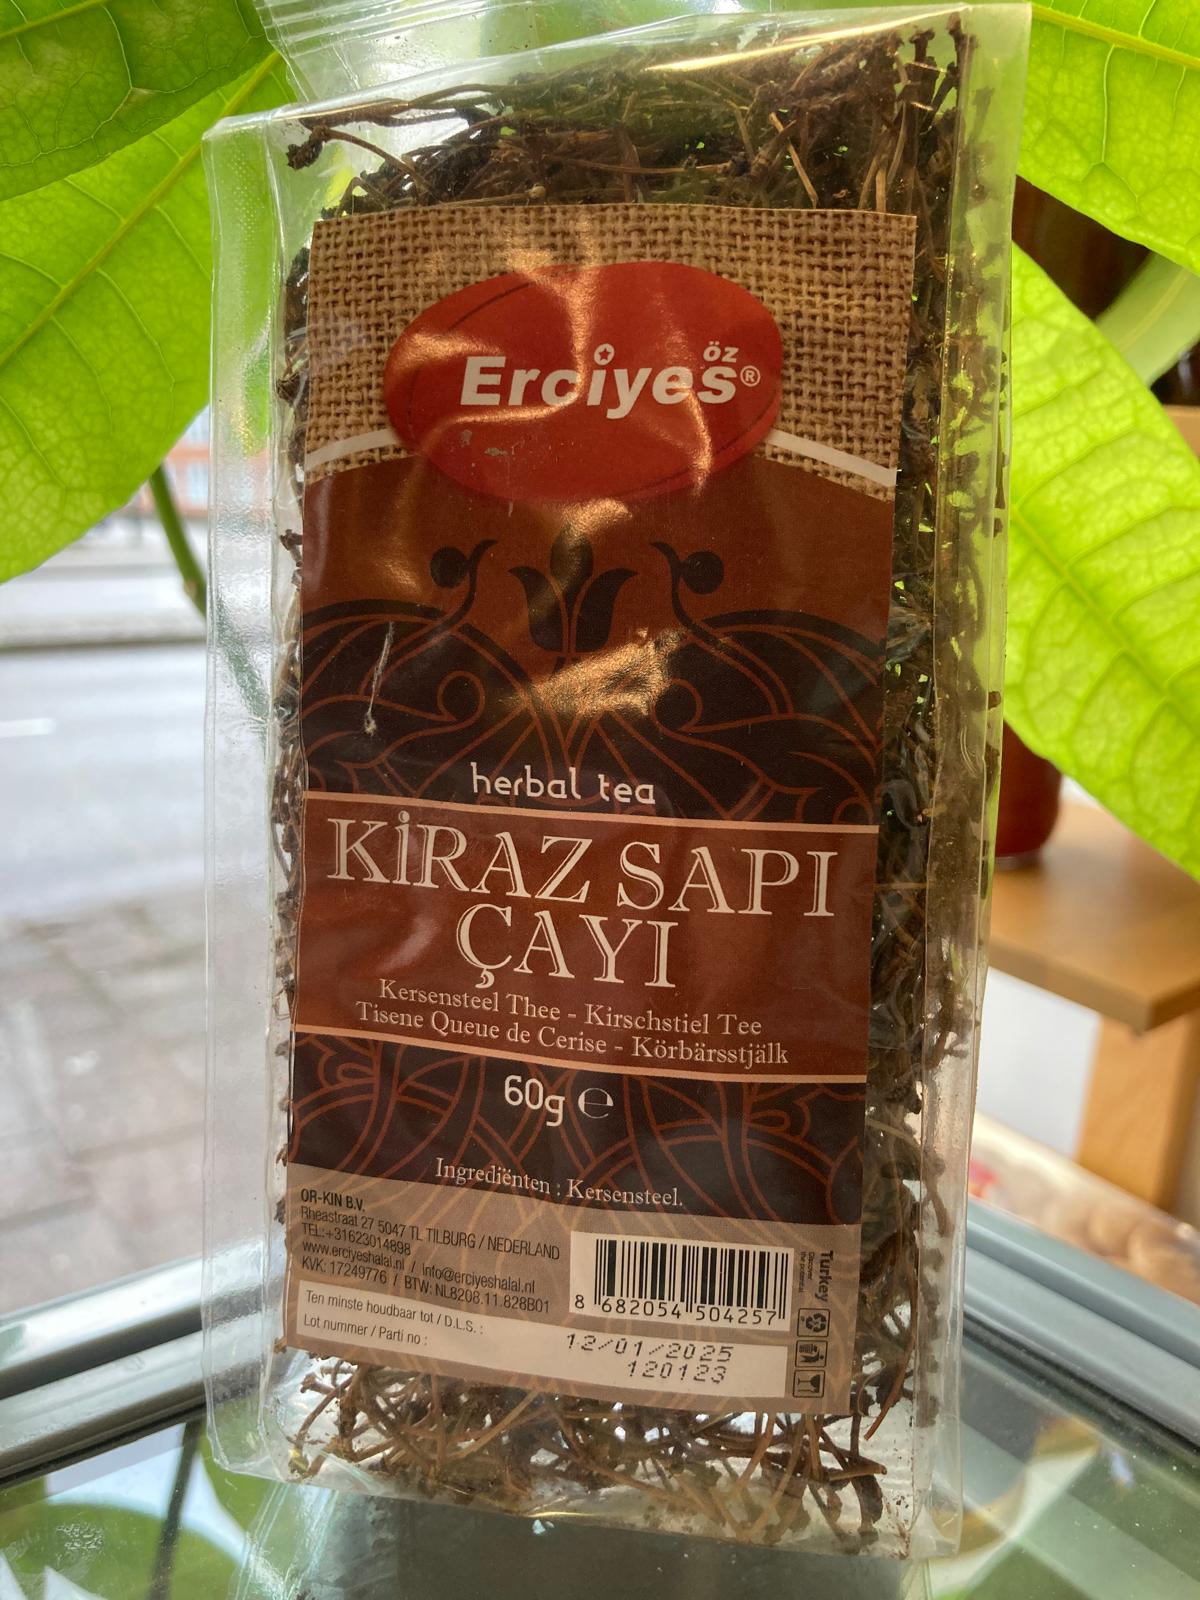 öz
Erciyes®
herbal tea
KİRAZ SAPI
ÇAYI
Kersensteel Thee - Kirschstiel Tee
Tisene Queue de Cerise - Körbärsstjälk
60g ℮
Ingrediënten : Kersensteel.
OR-KIN B.V.
Rheastraat 27 5047 TL TILBURG / NEDERLAND
TEL:+31623014898
www.erciyeshalal.nl / info@erciyeshalal.nl
KVK: 17249776 / BTW: NL8208.11.828B01
8 682054 504257
Turkey
Discover
the potential
Ten minste houdbaar tot / D.L.S. :
12/01/2025
Lot nummer / Parti no :
120123